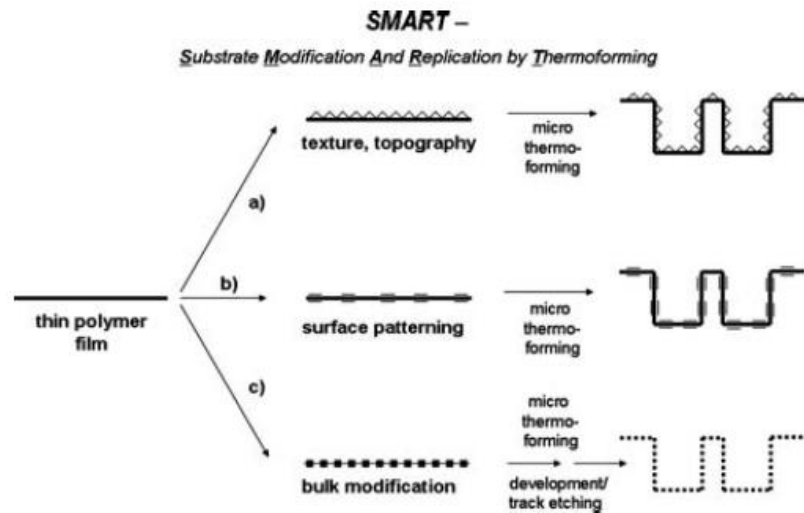 SMART –
Substrate Modification And Replication by Thermoforming
texture, topography
micro
thermo-
forming
a)
b)
thin polymer
film
surface patterning
micro
thermo-
forming
c)
micro
thermo-
forming
bulk modification
development/
track etching